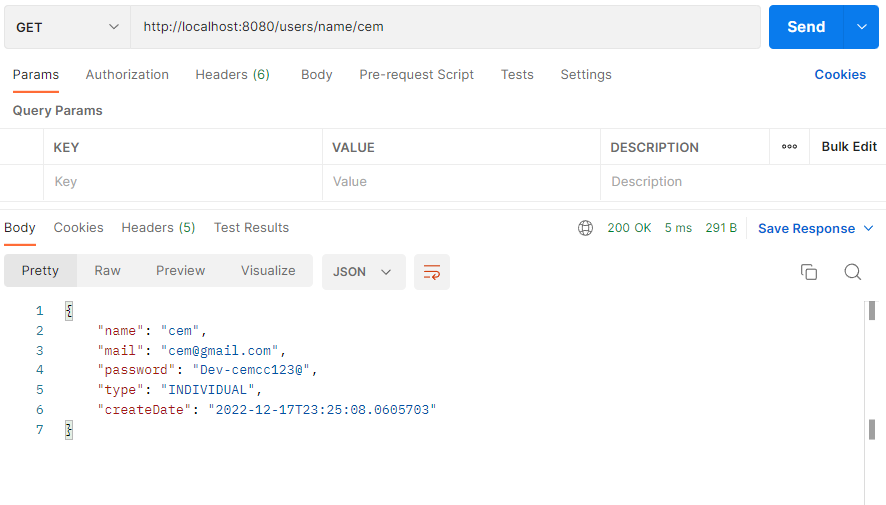 GET http://localhost:8080/users/name/cem Send
Params Authorization Headers (6) Body Pre-request Script Tests Settings Cookies
Query Params
KEY VALUE DESCRIPTION ooo Bulk Edit
Key Value Description
Body Cookies Headers (5) Test Results 200 OK 5 ms 291 B Save Response
Pretty Raw Preview Visualize JSON
1 {
2 "name": "cem",
3 "mail": "cem@gmail.com",
4 "password": "Dev-cemcc123@",
5 "type": "INDIVIDUAL",
6 "createDate": "2022-12-17T23:25:08.0605703"
7 }